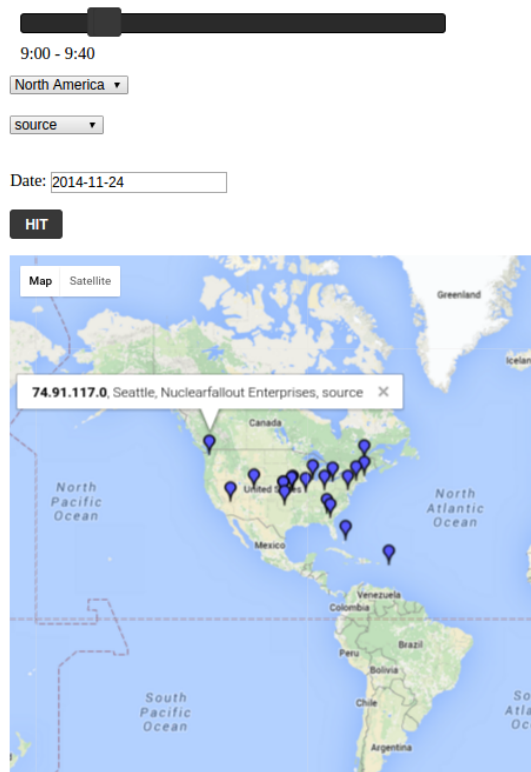 9:00 - 9:40
North America
source
Date: 2014-11-24
HIT
Map Satellite
Greenland
74.91.117.0, Seattle, Nuclearfallout Enterprises, source
Canada
North
Pacific
Ocean
United
North
Atlantic
Ocean
Mexico
Venezuela
Colombia
Brazil
Peru
Bolivia
South
Pacific
Ocean
Chile
Argentina